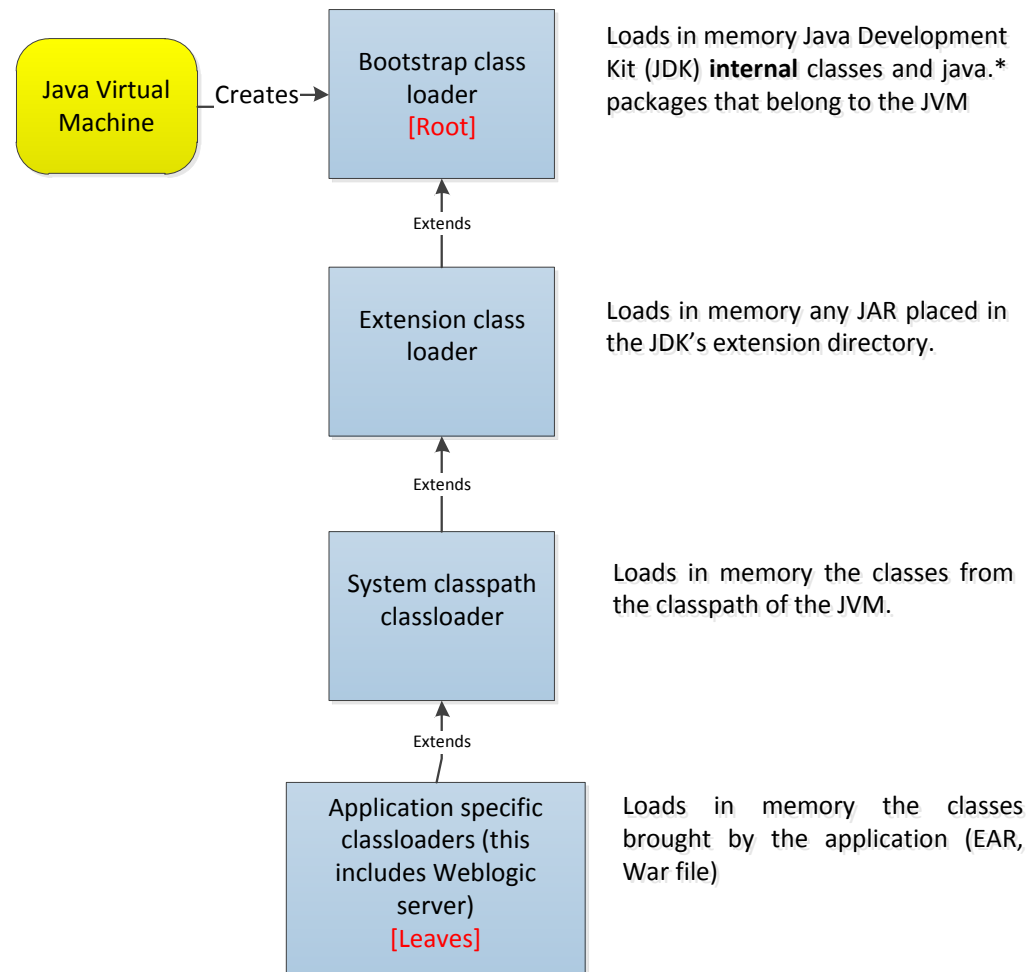 Java Virtual
Machine
Creates
Bootstrap class
loader
[Root]
Loads in memory Java Development
Kit (JDK) internal classes and java.*
packages that belong to the JVM
Extends
Extension class
loader
Loads in memory any JAR placed in
the JDK’s extension directory.
Extends
System classpath
classloader
Loads in memory the classes from
the classpath of the JVM.
Extends
Application specific
classloaders (this
includes Weblogic
server)
[Leaves]
Loads in memory the classes
brought by the application (EAR,
War file)